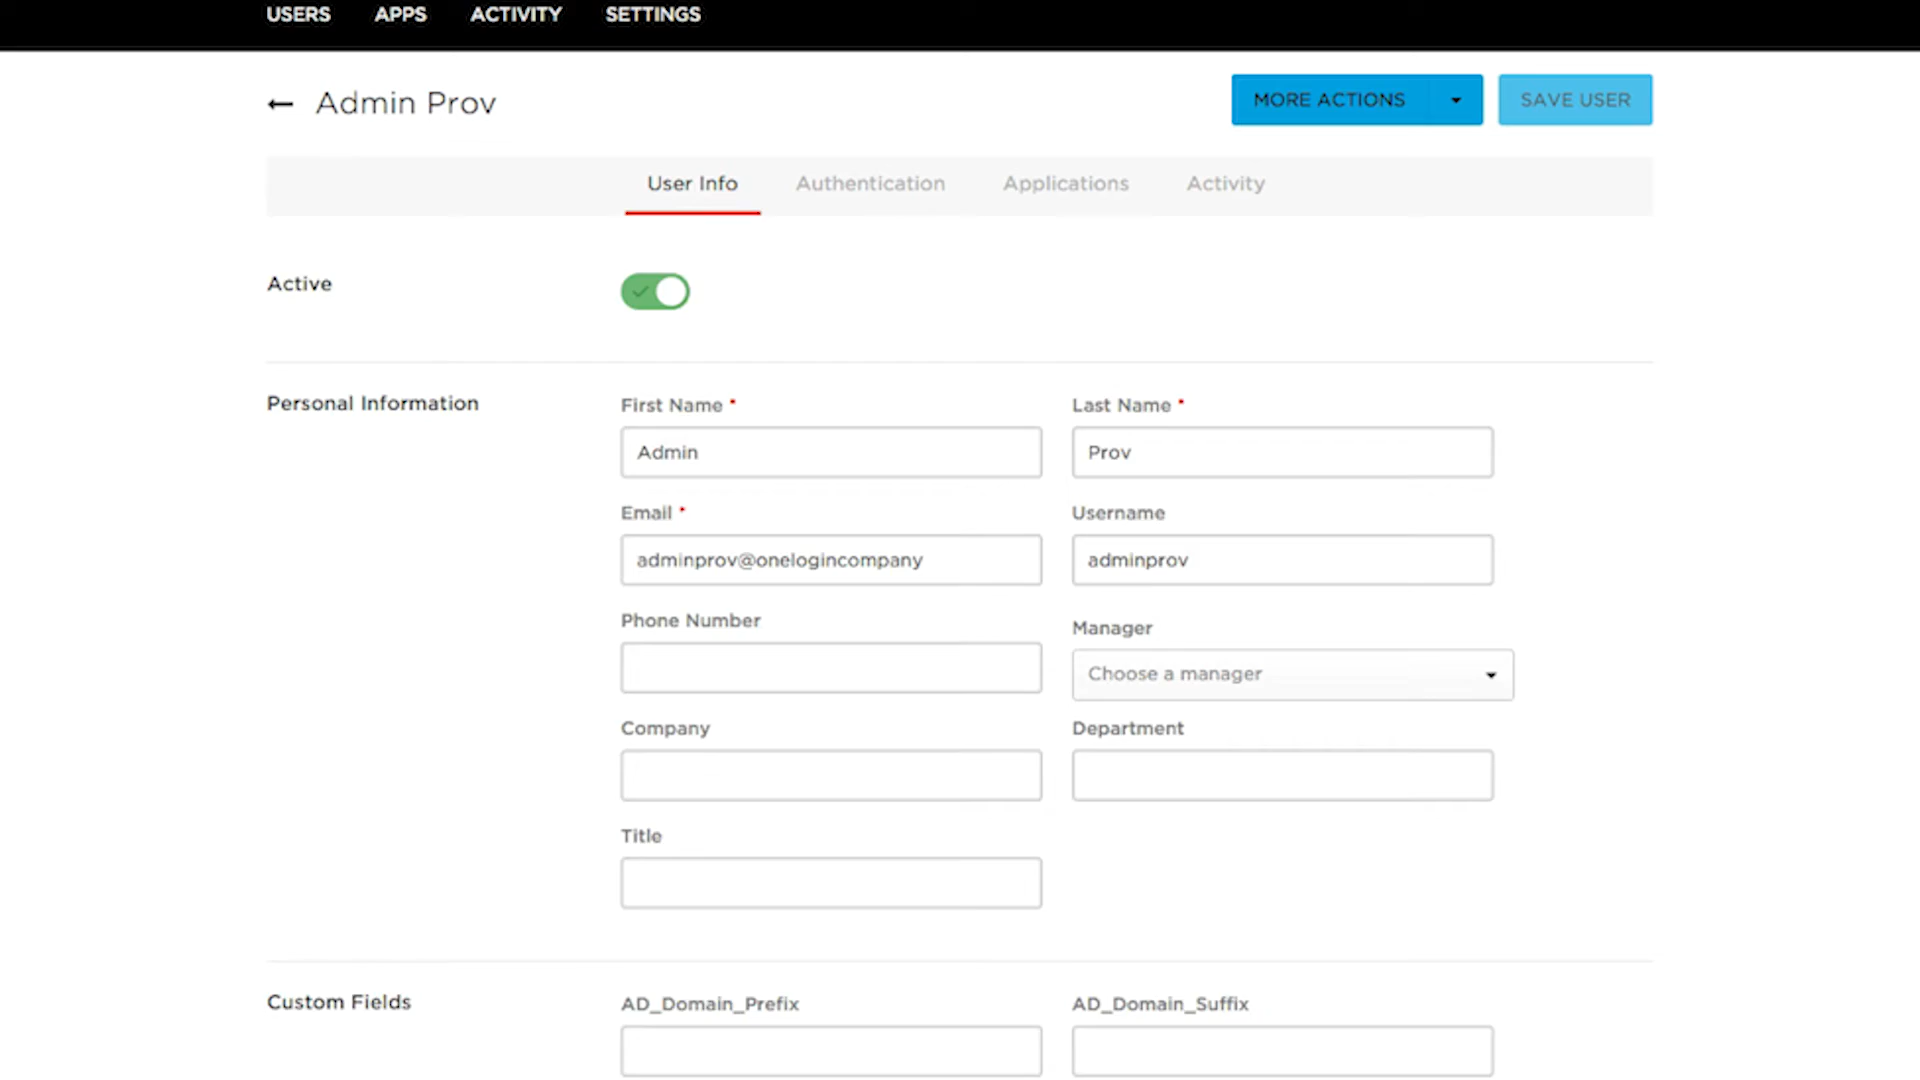 USERS APPS ACTIVITY SETTINGS
Admin Prov MORE ACTIONS SAVE USER
User Info Authentication Applications Activity
Active
Personal Information First Name * Last Name *
Admin Prov
Email * Username
adminprov@onelogincompany adminprov
Phone Number Manager
Choose a manager
Company Department
Title
Custom Fields AD_Domain_Prefix AD_Domain_Suffix